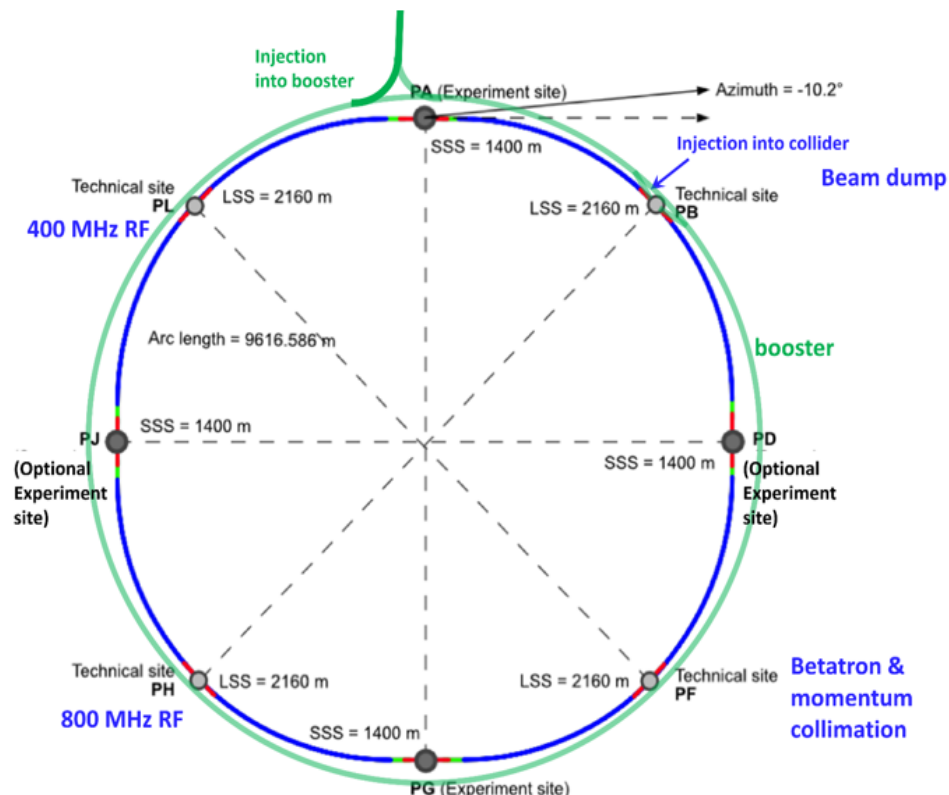 Injection
into booster
PA (Experiment site)
Azimuth = -10.2°
SSS = 1400 m
Injection into collider
Beam dump
Technical site
PL
LSS = 2160 m
400 MHz RF
LSS = 2160 m
Technical site
PB
Arc length = 9616.586 m
booster
SSS = 1400 m
PJ
(Optional
Experiment
site)
PD
SSS = 1400 m
(Optional
Experiment
site)
Technical site
PH
LSS = 2160 m
800 MHz RF
LSS = 2160 m
Technical site
PF
Betatron &
momentum
collimation
SSS = 1400 m
PG (Experiment site)